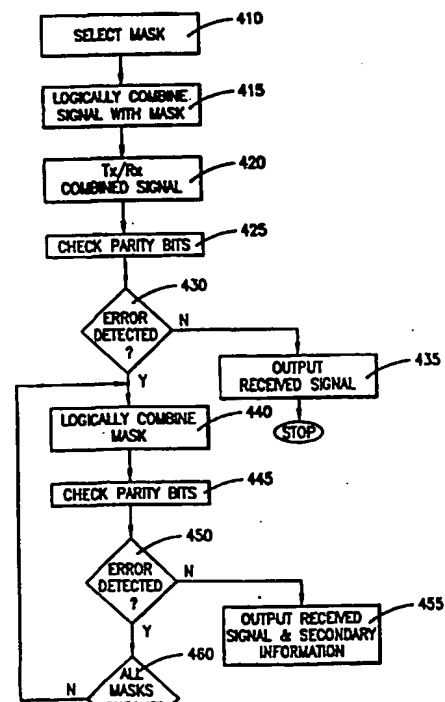 SELECT MASK
410
LOGICALLY COMBINE
SIGNAL WITH MASK
415
Tx/Rx
COMBINED SIGNAL
420
CHECK PARITY BITS
425
430
ERROR
DETECTED
?
N
Y
OUTPUT
RECEIVED SIGNAL
435
STOP
LOGICALLY COMBINE
MASK
440
CHECK PARITY BITS
445
450
ERROR
DETECTED
?
N
Y
OUTPUT RECEIVED
SIGNAL & SECONDARY
INFORMATION
455
460
ALL
MASKS
N